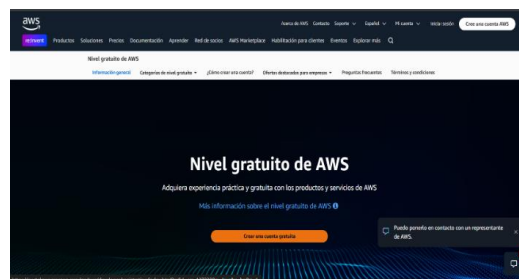 aws
Acerca de AWS Contacto Soporte Español Mi cuenta Iniciar sesión Cree una cuenta de AWS
re:Invent Productos Soluciones Precios Documentación Aprender Red de socios AWS Marketplace Habilitación para clientes Eventos Explorar más
Nivel gratuito de AWS
Información general Categorías de nivel gratuito ¿Cómo crear una cuenta? Ofertas destacadas para empresas Preguntas frecuentes Términos y condiciones
Nivel gratuito de AWS
Adquiera experiencia práctica y gratuita con los productos y servicios de AWS
Más información sobre el nivel gratuito de AWS
Crear una cuenta gratuita
Puede ponerlo en contacto con un representante
de AWS.